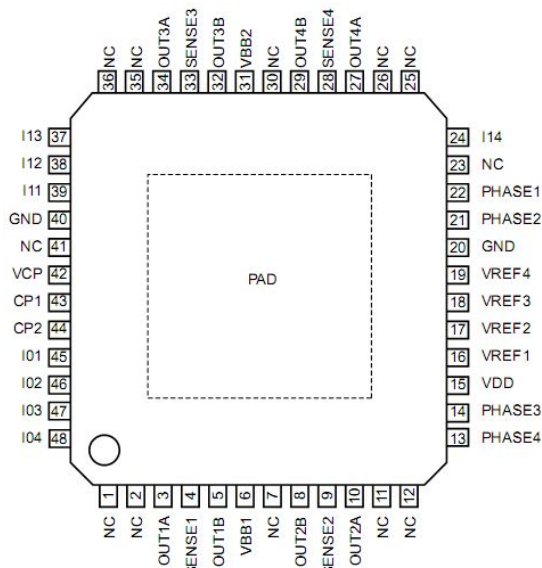 NC NC OUT3A SENSE3 OUT3B VBB2 NC OUT4B SENSE4 OUT4A NC NC
36 35 34 33 32 31 30 29 28 27 26 25
I13 37
I12 38
I11 39
GND 40
NC 41
VCP 42
CP1 43
CP2 44
I01 45
I02 46
I03 47
I04 48
PAD
24 I14
23 NC
22 PHASE1
21 PHASE2
20 GND
19 VREF4
18 VREF3
17 VREF2
16 VREF1
15 VDD
14 PHASE3
13 PHASE4
1 2 3 4 5 6 7 8 9 10 11 12
NC NC OUT1A SENSE1 OUT1B VBB1 NC OUT2B SENSE2 OUT2A NC NC